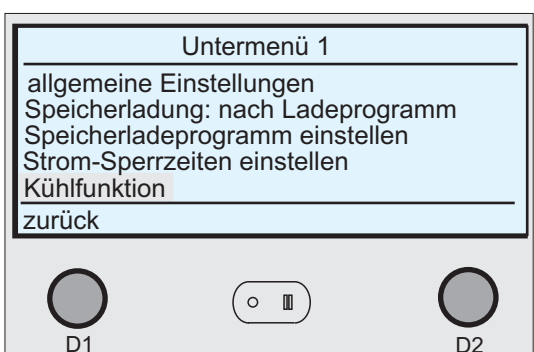 Untermenü 1
allgemeine Einstellungen
Speicherladung: nach Ladeprogramm
Speicherladeprogramm einstellen
Strom-Sperrzeiten einstellen
Kühlfunktion
zurück
D1
D2